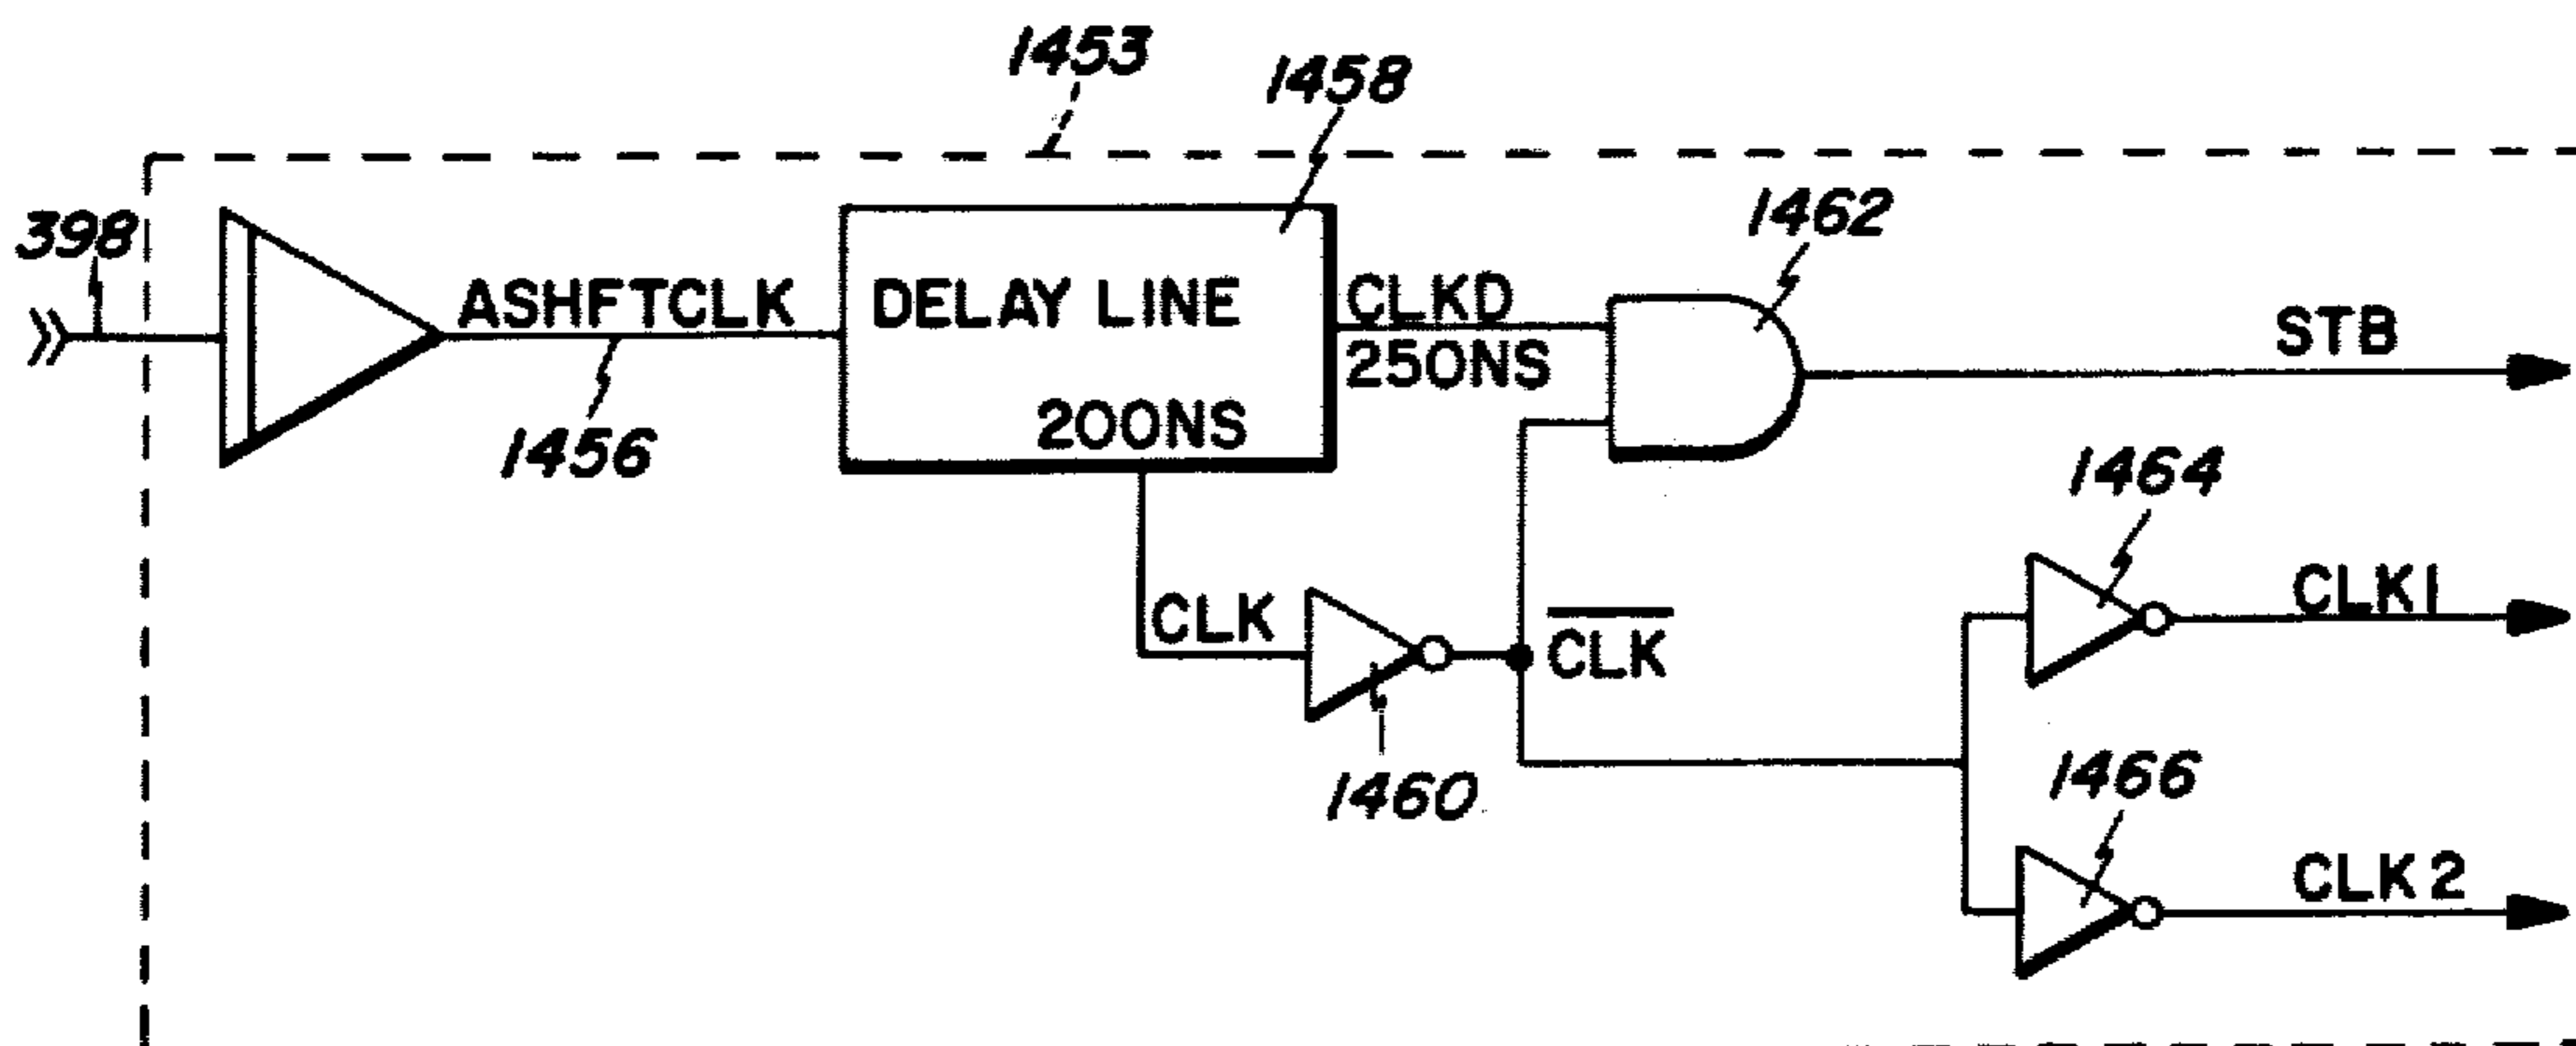 1453
1458
398
1462
ASHFTCLK
DELAY LINE
CLKD
250NS
STB
200NS
1456
1464
CLK
CLK
CLK1
1460
1466
CLK2